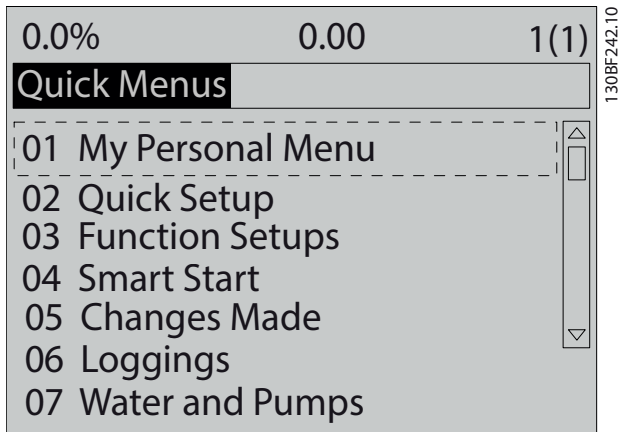 0.0% 0.00 1(1)
Quick Menus
01 My Personal Menu
02 Quick Setup
03 Function Setups
04 Smart Start
05 Changes Made
06 Loggings
07 Water and Pumps
130BF242.10